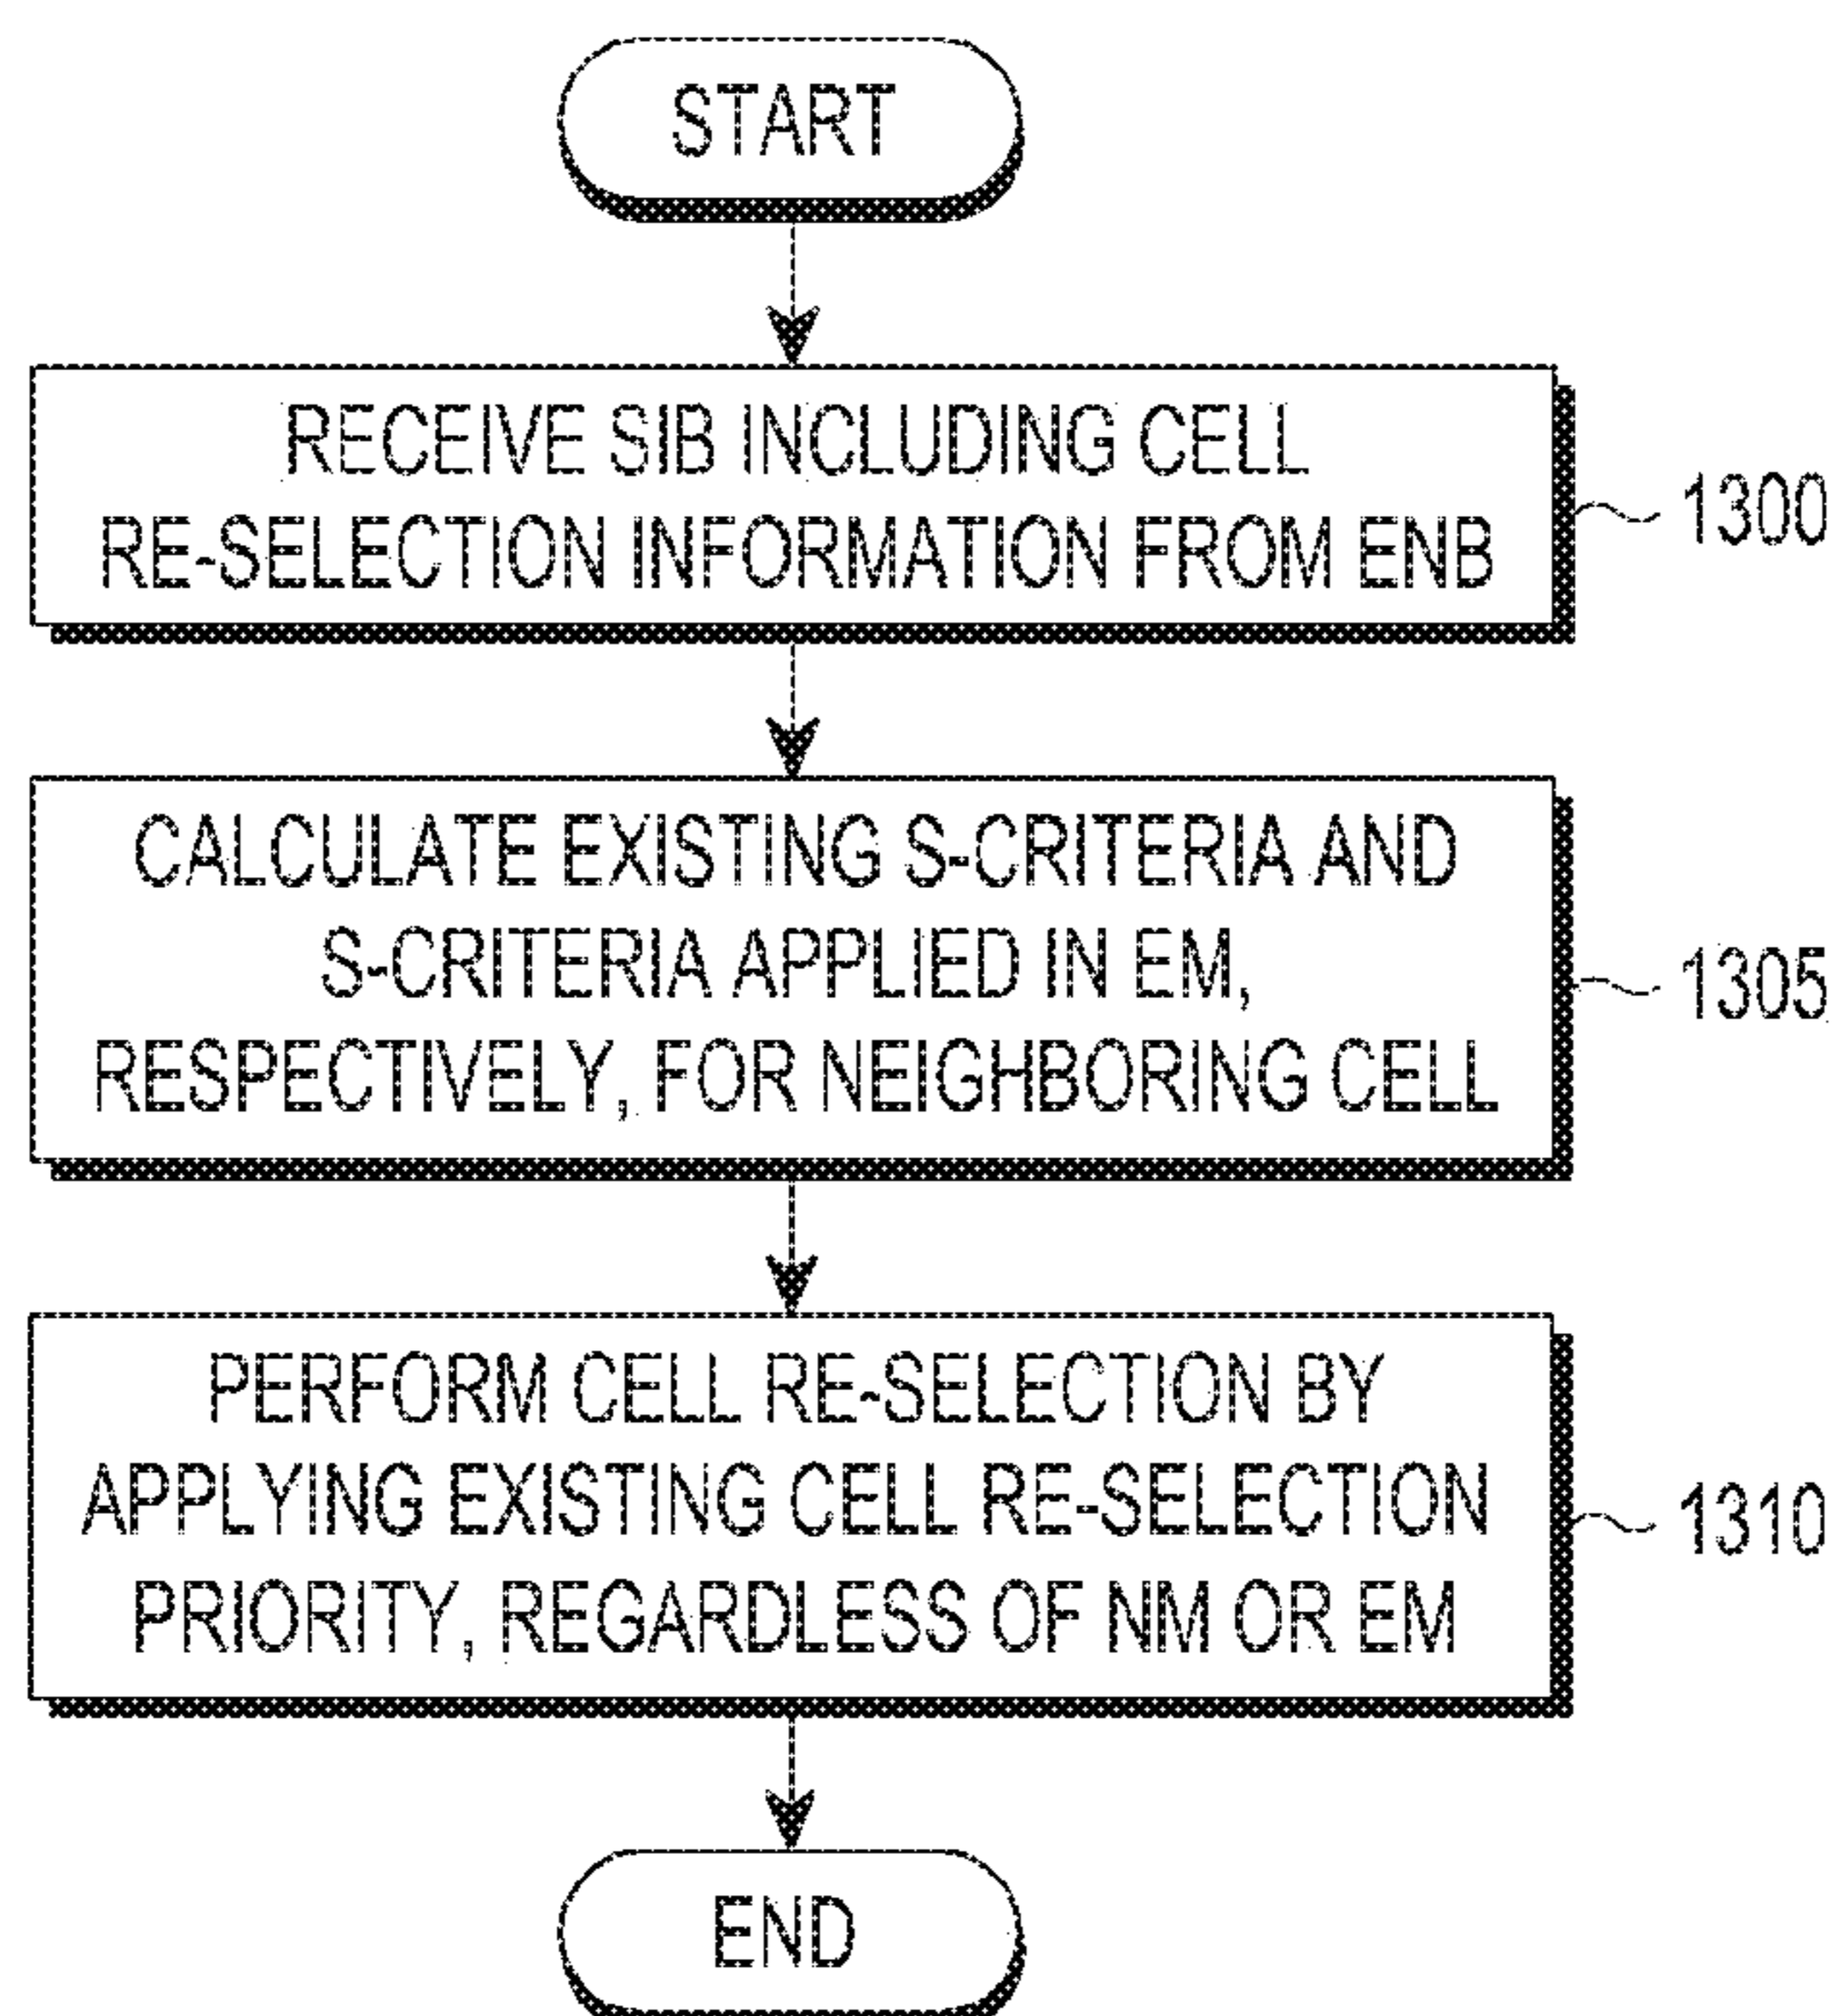 START
RECEIVE SIB INCLUDING CELL
RE-SELECTION INFORMATION FROM ENB
1300
CALCULATE EXISTING S-CRITERIA AND
S-CRITERIA APPLIED IN EM,
RESPECTIVELY, FOR NEIGHBORING CELL
1305
PERFORM CELL RE-SELECTION BY
APPLYING EXISTING CELL RE-SELECTION
PRIORITY, REGARDLESS OF NM OR EM
1310
END